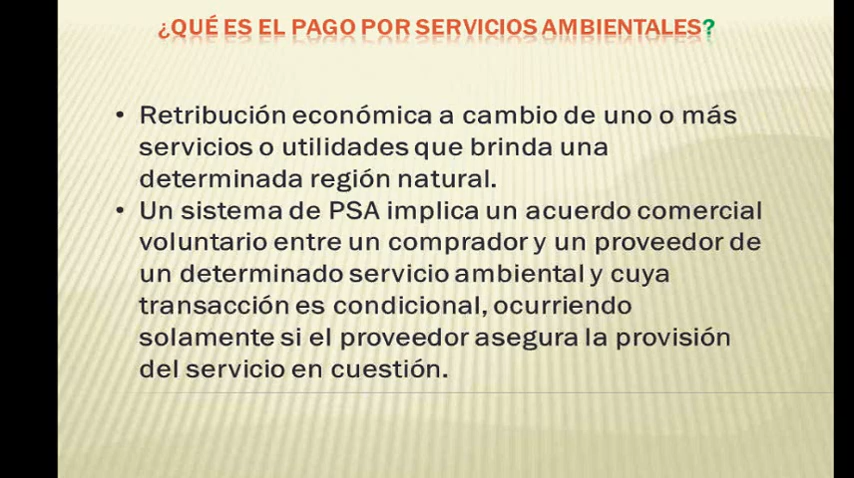 ¿QUÉ ES EL PAGO POR SERVICIOS AMBIENTALES?
• Retribución económica a cambio de uno o más
servicios o utilidades que brinda una
determinada región natural.
• Un sistema de PSA implica un acuerdo comercial
voluntario entre un comprador y un proveedor de
un determinado servicio ambiental y cuya
transacción es condicional, ocurriendo
solamente si el proveedor asegura la provisión
del servicio en cuestión.